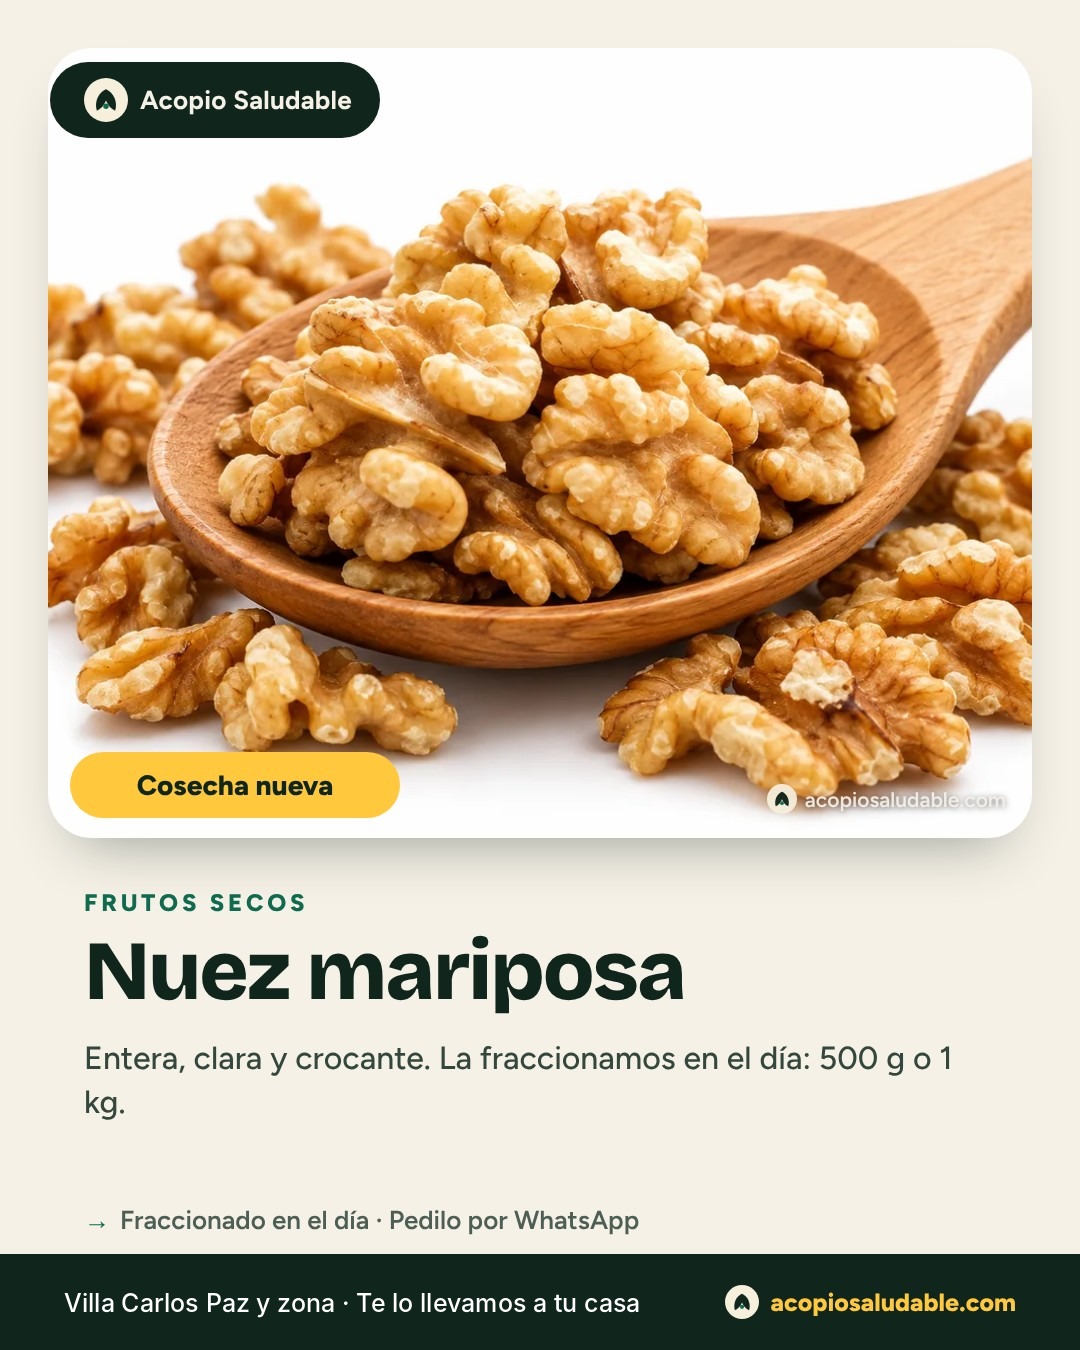 Acopio Saludable
Cosecha nueva
acopiosaludable.com
FRUTOS SECOS
Nuez mariposa
Entera, clara y crocante. La fraccionamos en el día: 500 g o 1
kg.
→ Fraccionado en el día · Pedilo por WhatsApp
Villa Carlos Paz y zona · Te lo llevamos a tu casa
acopiosaludable.com